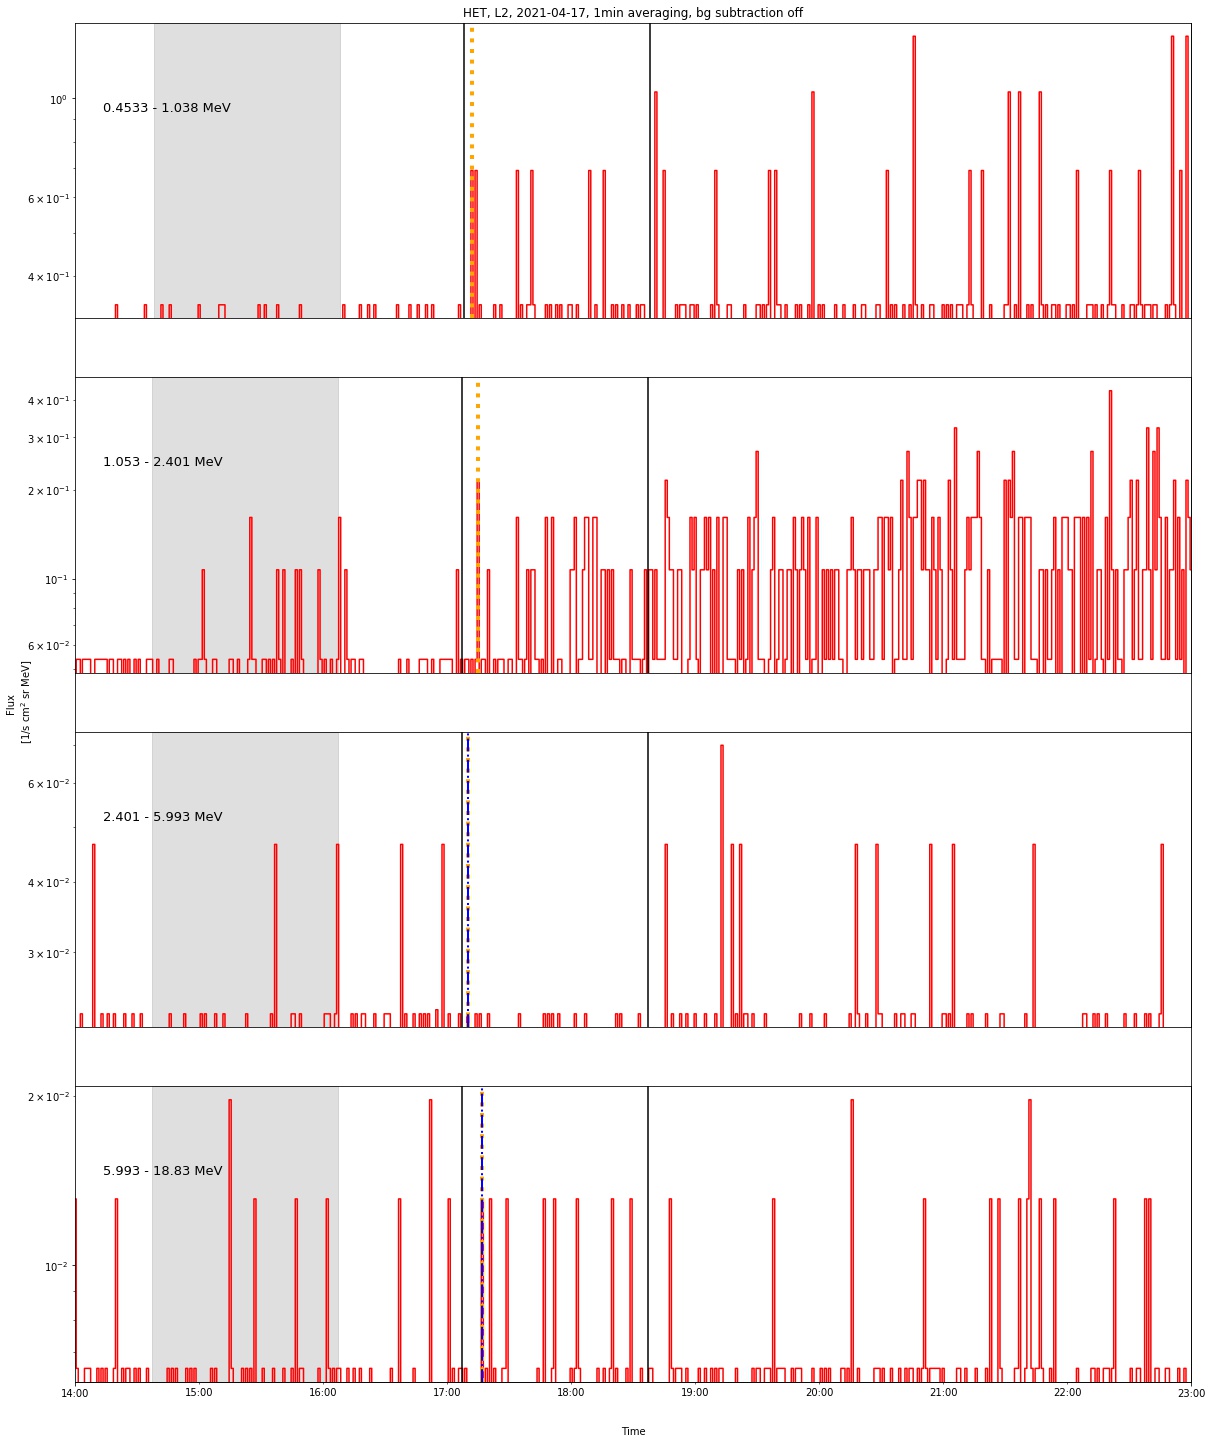 HET, L2, 2021-04-17, 1min averaging, bg subtraction off
10⁰
6 × 10⁻¹
4 × 10⁻¹
0.4533 - 1.038 MeV
4 × 10⁻¹
3 × 10⁻¹
2 × 10⁻¹
10⁻¹
6 × 10⁻²
1.053 - 2.401 MeV
Flux
[1/s cm² sr MeV]
6 × 10⁻²
4 × 10⁻²
3 × 10⁻²
2.401 - 5.993 MeV
2 × 10⁻²
10⁻²
5.993 - 18.83 MeV
14:00 15:00 16:00 17:00 18:00 19:00 20:00 21:00 22:00 23:00
Time